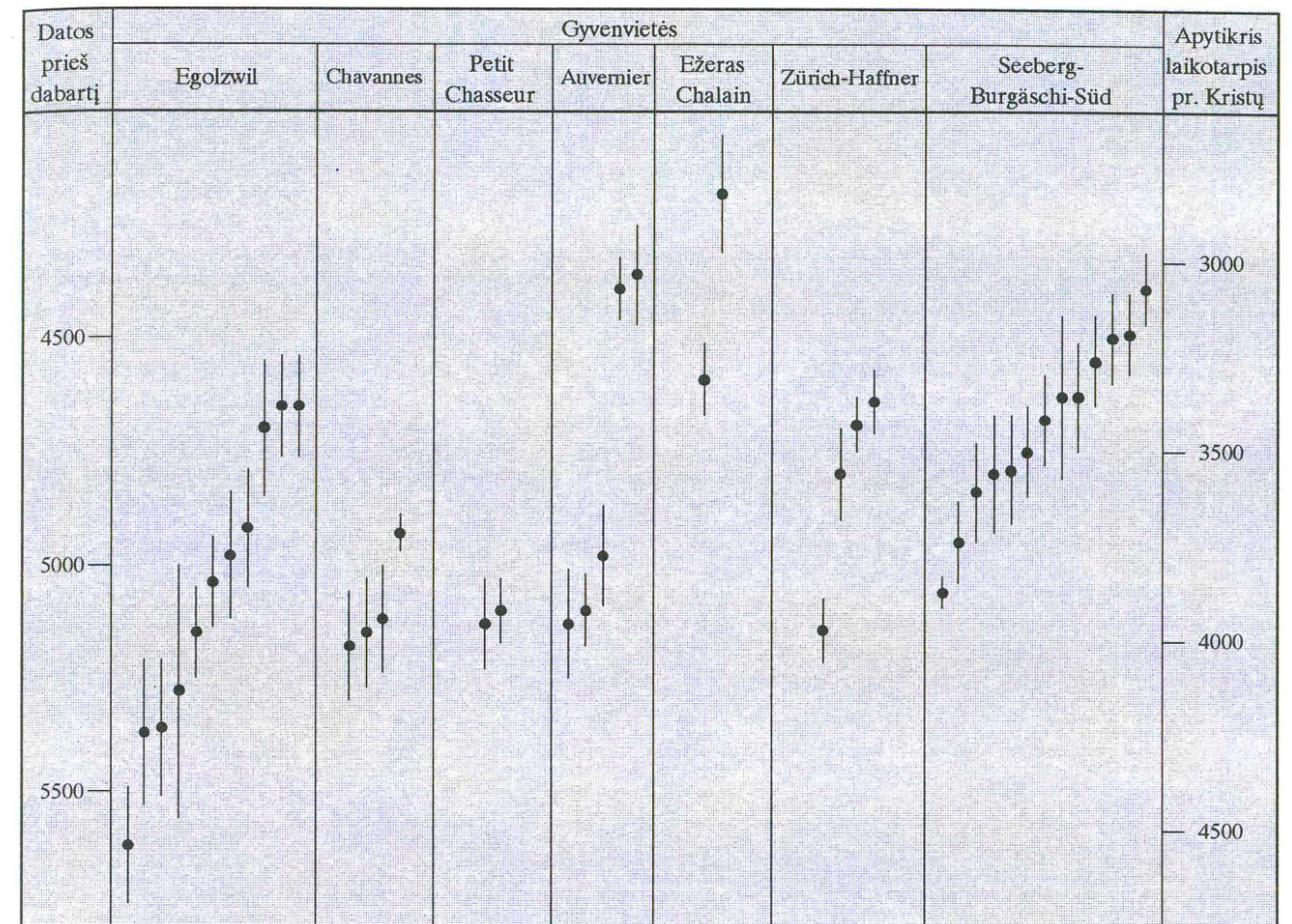 Datos
prieš
dabartį
Gyvenvietės
Apytikris
laikotarpis
pr. Kristų
Egolzwil
Chavannes
Petit
Chasseur
Auvernier
Ežeras
Chalain
Zürich-Haffner
Seeberg-
Burgäschi-Süd
3000
4500
3500
5000
4000
5500
4500